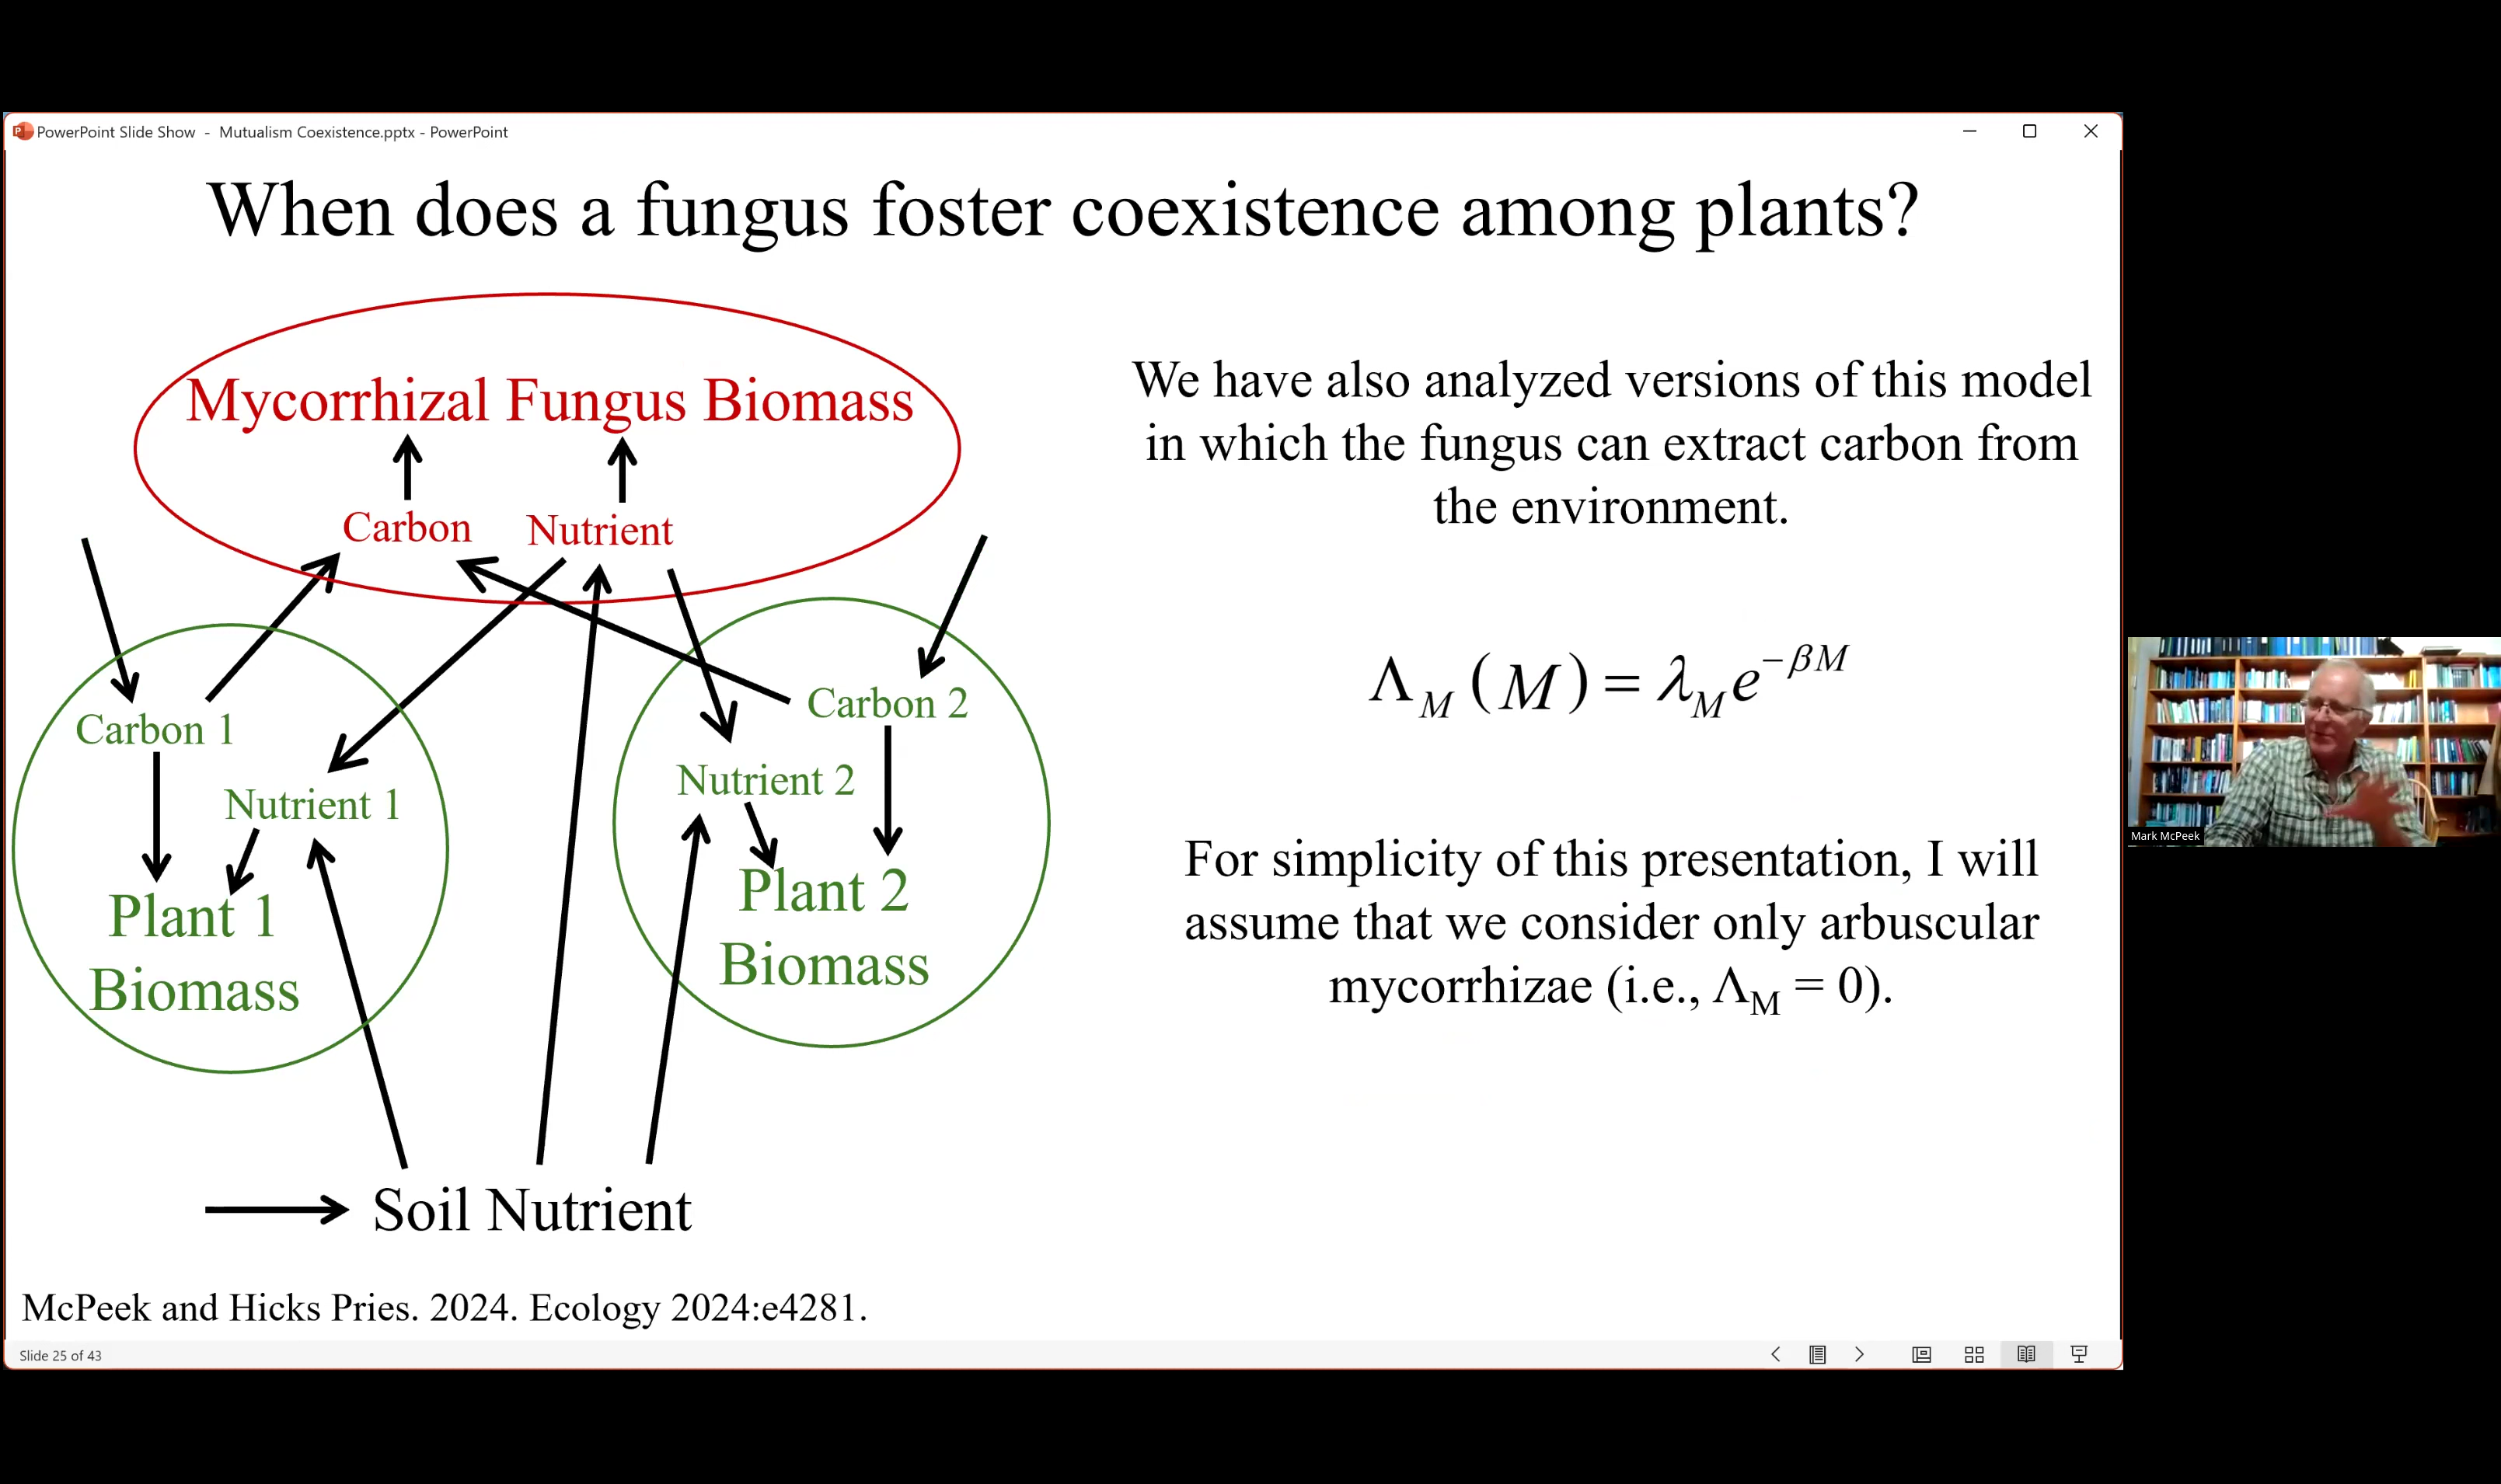 PowerPoint Slide Show - Mutualism Coexistence.pptx - PowerPoint
When does a fungus foster coexistence among plants?
Mycorrhizal Fungus Biomass
Carbon
Nutrient
Carbon 1
Nutrient 1
Plant 1
Biomass
Carbon 2
Nutrient 2
Plant 2
Biomass
Soil Nutrient
We have also analyzed versions of this model
in which the fungus can extract carbon from
the environment.
Λ_M (M) = λ_M e^{−βM}
For simplicity of this presentation, I will
assume that we consider only arbuscular
mycorrhizae (i.e., Λ_M = 0).
McPeek and Hicks Pries. 2024. Ecology 2024:e4281.
Slide 25 of 43
Mark McPeek